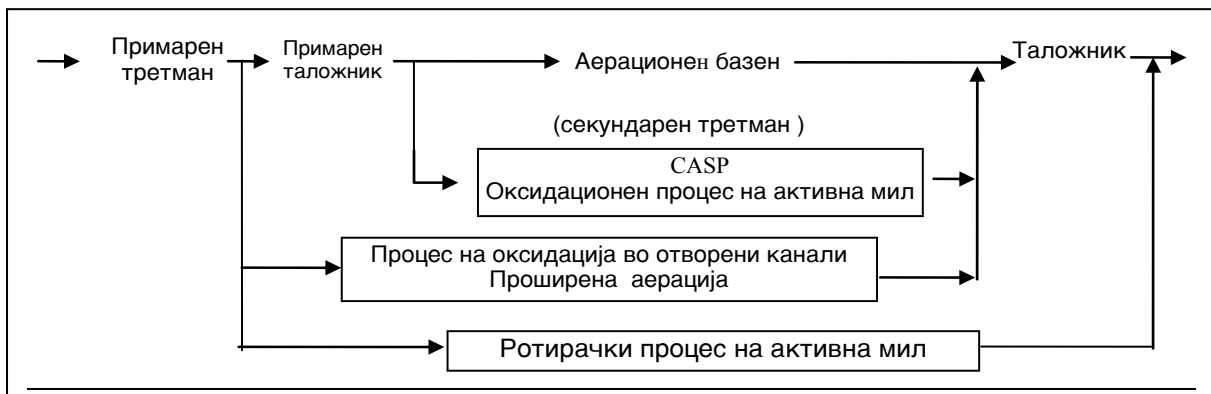 Примарен
третман
Примарен
таложник
Аерационен базен
Таложник
(секундарен третман )
CASP
Оксидационен процес на активна мил
Процес на оксидација во отворени канали
Проширена аерација
Ротирачки процес на активна мил